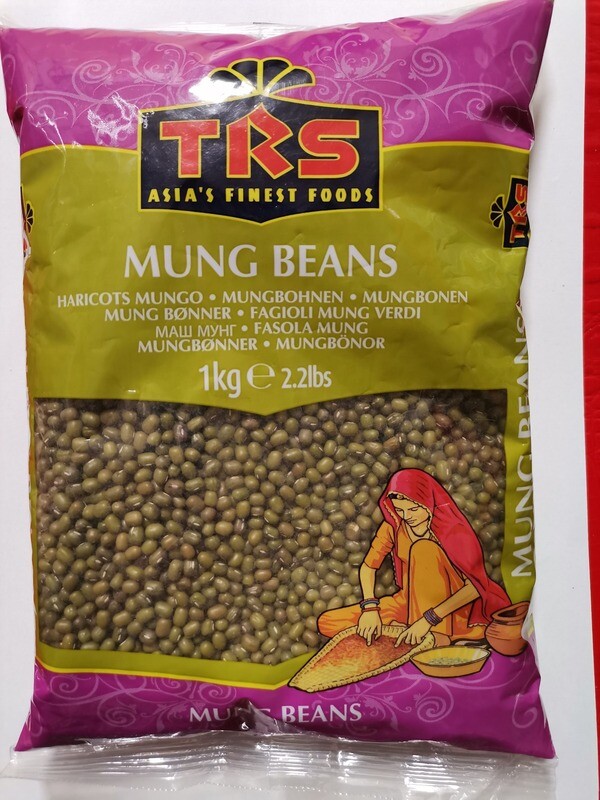 TRS
ASIA'S FINEST FOODS
MUNG BEANS
HARICOTS MUNGO • MUNGBOHNEN • MUNGBONEN
MUNG BØNNER • FAGIOLI MUNG VERDI
МАШ МУНГ • FASOLA MUNG
MUNGBØNNER • MUNGBÖNOR
1kg ℮ 2.2lbs
MUNG BEANS
MUNG BEANS